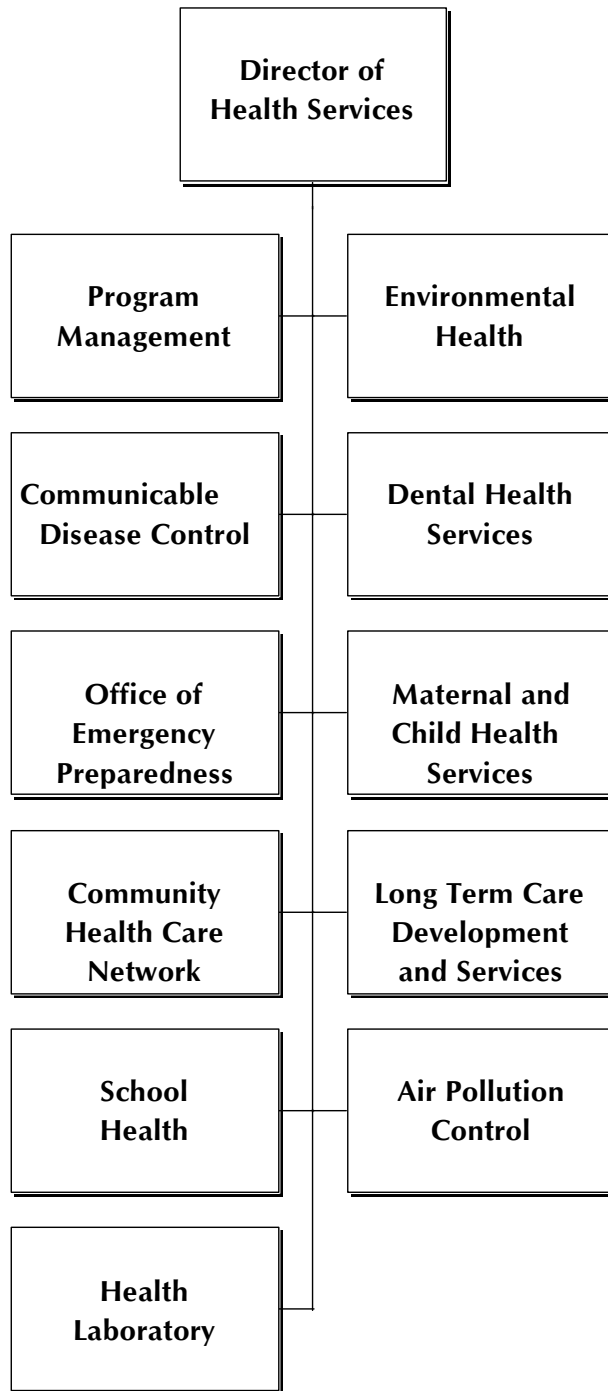 Director of
Health Services
Program
Management
Environmental
Health
Communicable
Disease Control
Dental Health
Services
Office of
Emergency
Preparedness
Maternal and
Child Health
Services
Community
Health Care
Network
Long Term Care
Development
and Services
School
Health
Air Pollution
Control
Health
Laboratory